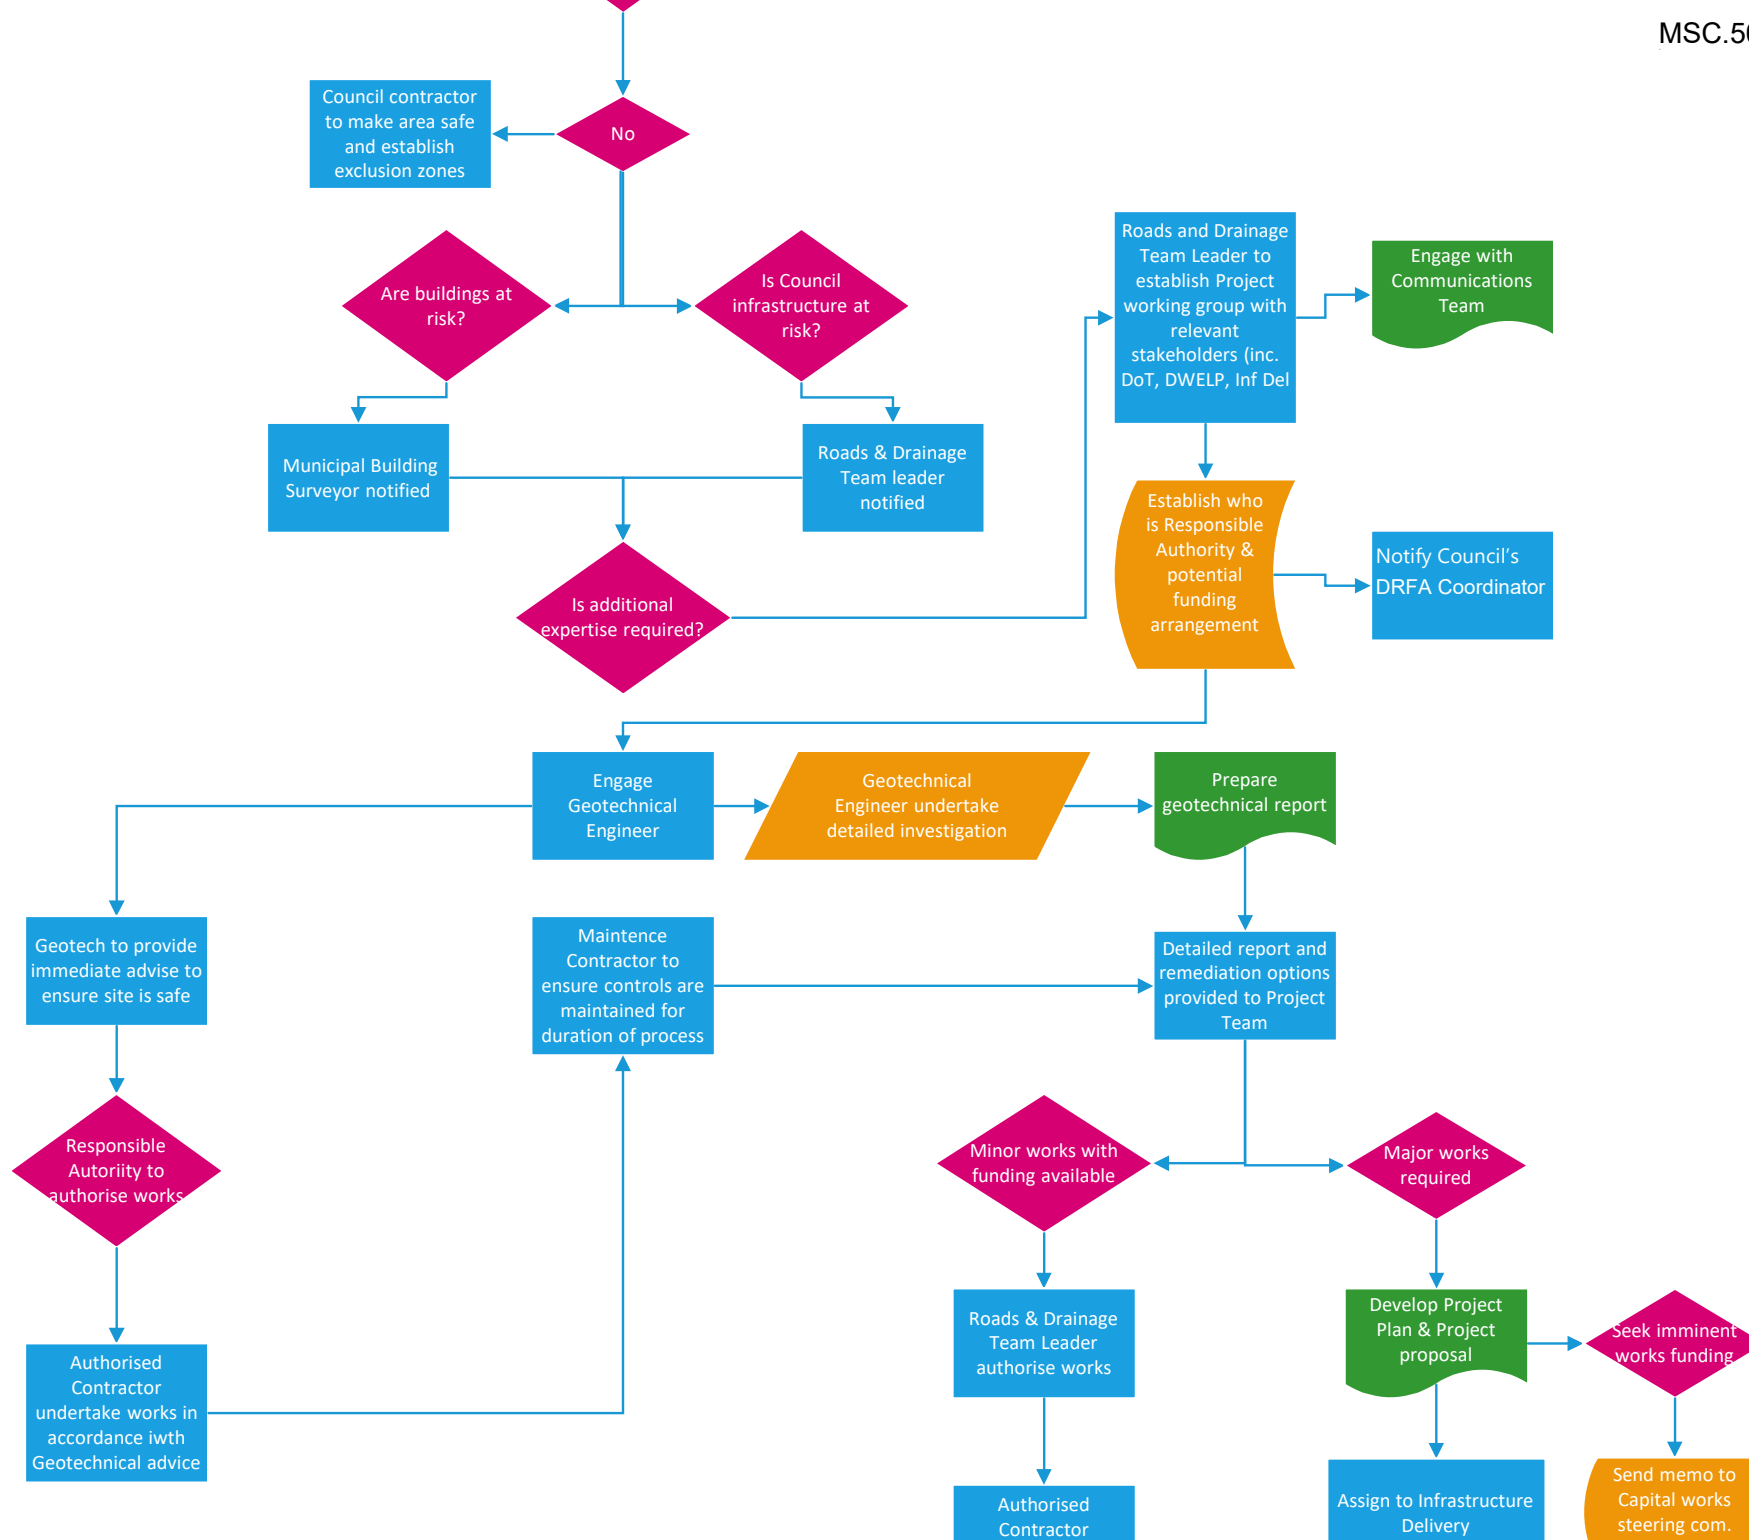 MSC.50
Council contractor
to make area safe
and establish
exclusion zones
No
Are buildings at
risk?
Is Council
infrastructure at
risk?
Roads and Drainage
Team Leader to
establish Project
working group with
relevant
stakeholders (inc.
DoT, DWELP, Inf Del
Engage with
Communications
Team
Municipal Building
Surveyor notified
Roads & Drainage
Team leader
notified
Establish who
is Responsible
Authority &
potential
funding
arrangement
Notify Council's
DRFA Coordinator
Is additional
expertise required?
Engage
Geotechnical
Engineer
Geotechnical
Engineer undertake
detailed investigation
Prepare
geotechnical report
Geotech to provide
immediate advise to
ensure site is safe
Maintence
Contractor to
ensure controls are
maintained for
duration of process
Detailed report and
remediation options
provided to Project
Team
Responsible
Autoriity to
authorise works
Minor works with
funding available
Major works
required
Authorised
Contractor
undertake works in
accordance iwth
Geotechnical advice
Roads & Drainage
Team Leader
authorise works
Develop Project
Plan & Project
proposal
Seek imminent
works funding
Authorised
Contractor
Assign to Infrastructure
Delivery
Send memo to
Capital works
steering com.